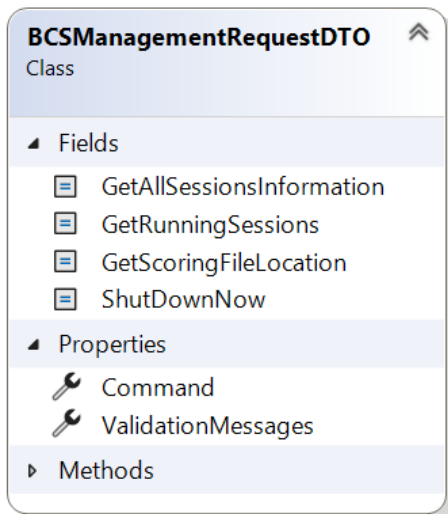 BCSManagementRequestDTO
Class
Fields
GetAllSessionsInformation
GetRunningSessions
GetScoringFileLocation
ShutDownNow
Properties
Command
ValidationMessages
Methods